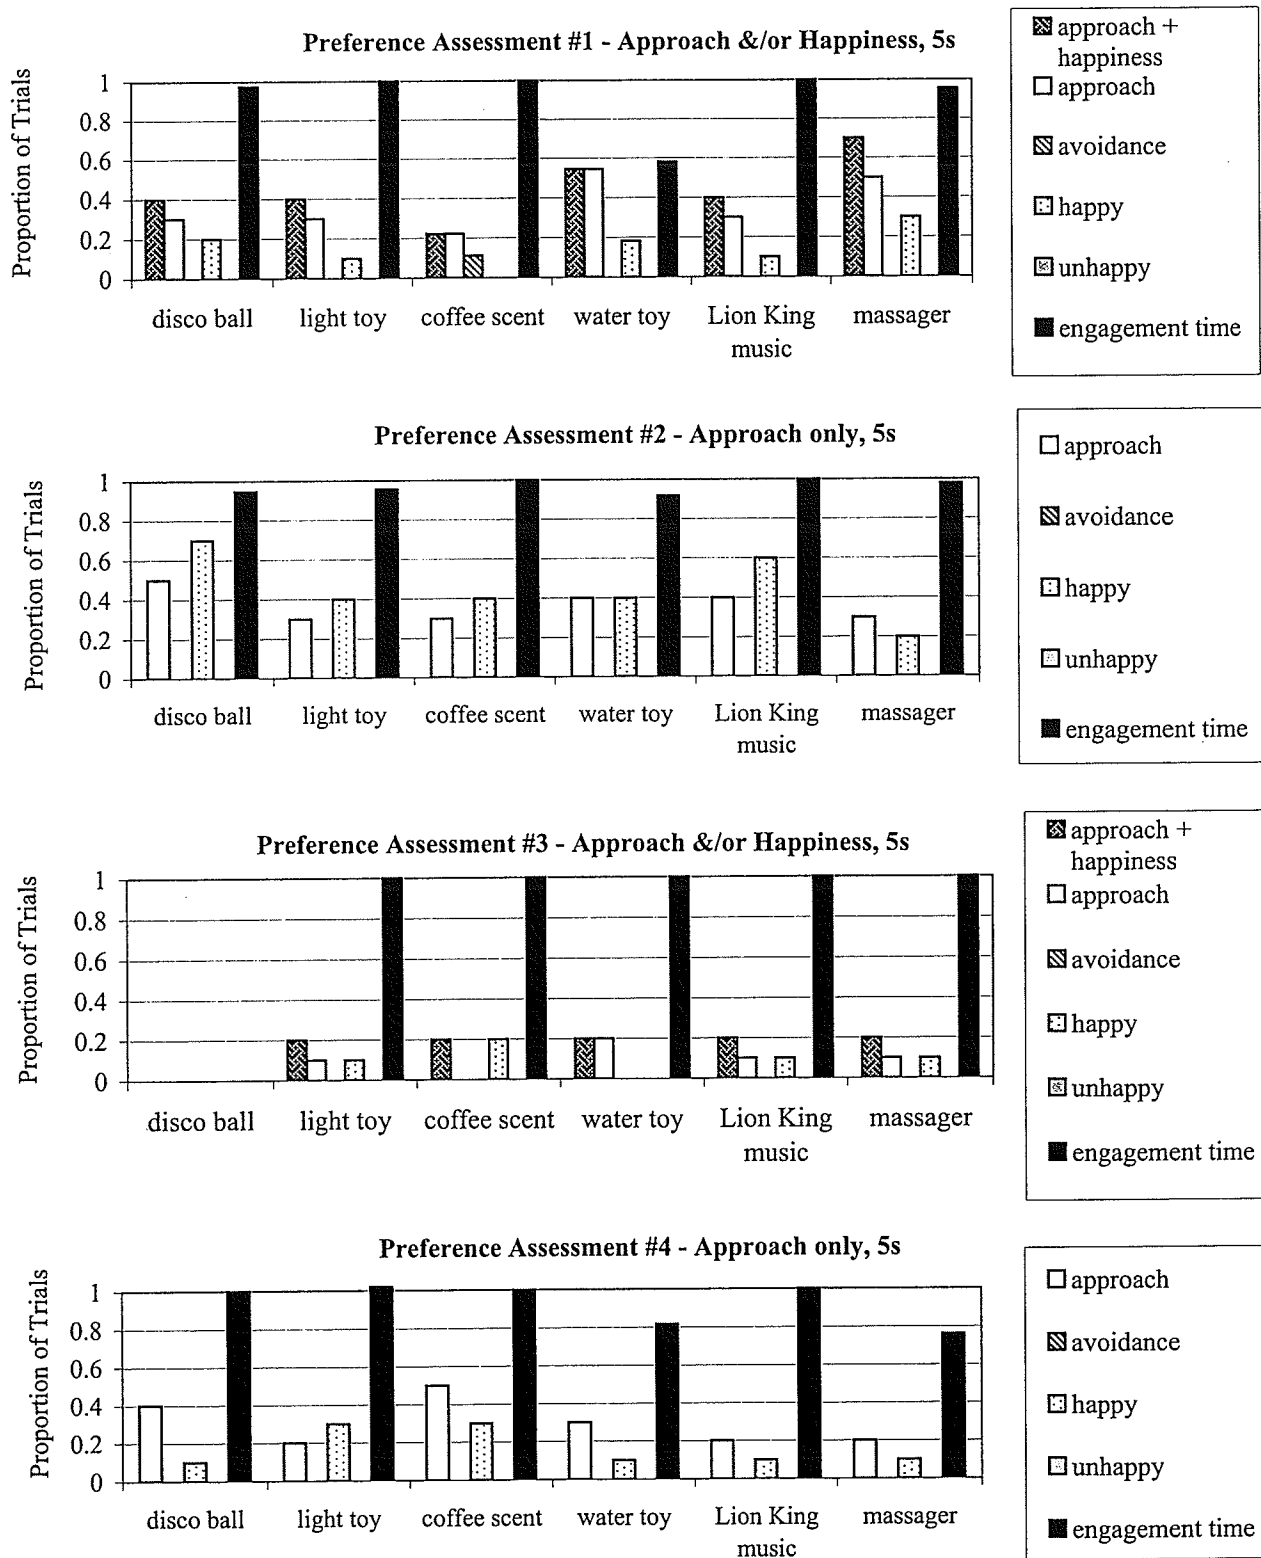 Preference Assessment #1 - Approach &/or Happiness, 5s
Proportion of Trials
1
0.8
0.6
0.4
0.2
0
disco ball
light toy
coffee scent
water toy
Lion King
music
massager
approach +
happiness
approach
avoidance
happy
unhappy
engagement time
Preference Assessment #2 - Approach only, 5s
Proportion of Trials
1
0.8
0.6
0.4
0.2
0
disco ball
light toy
coffee scent
water toy
Lion King
music
massager
approach
avoidance
happy
unhappy
engagement time
Preference Assessment #3 - Approach &/or Happiness, 5s
Proportion of Trials
1
0.8
0.6
0.4
0.2
0
disco ball
light toy
coffee scent
water toy
Lion King
music
massager
approach +
happiness
approach
avoidance
happy
unhappy
engagement time
Preference Assessment #4 - Approach only, 5s
Proportion of Trials
1
0.8
0.6
0.4
0.2
0
disco ball
light toy
coffee scent
water toy
Lion King
music
massager
approach
avoidance
happy
unhappy
engagement time